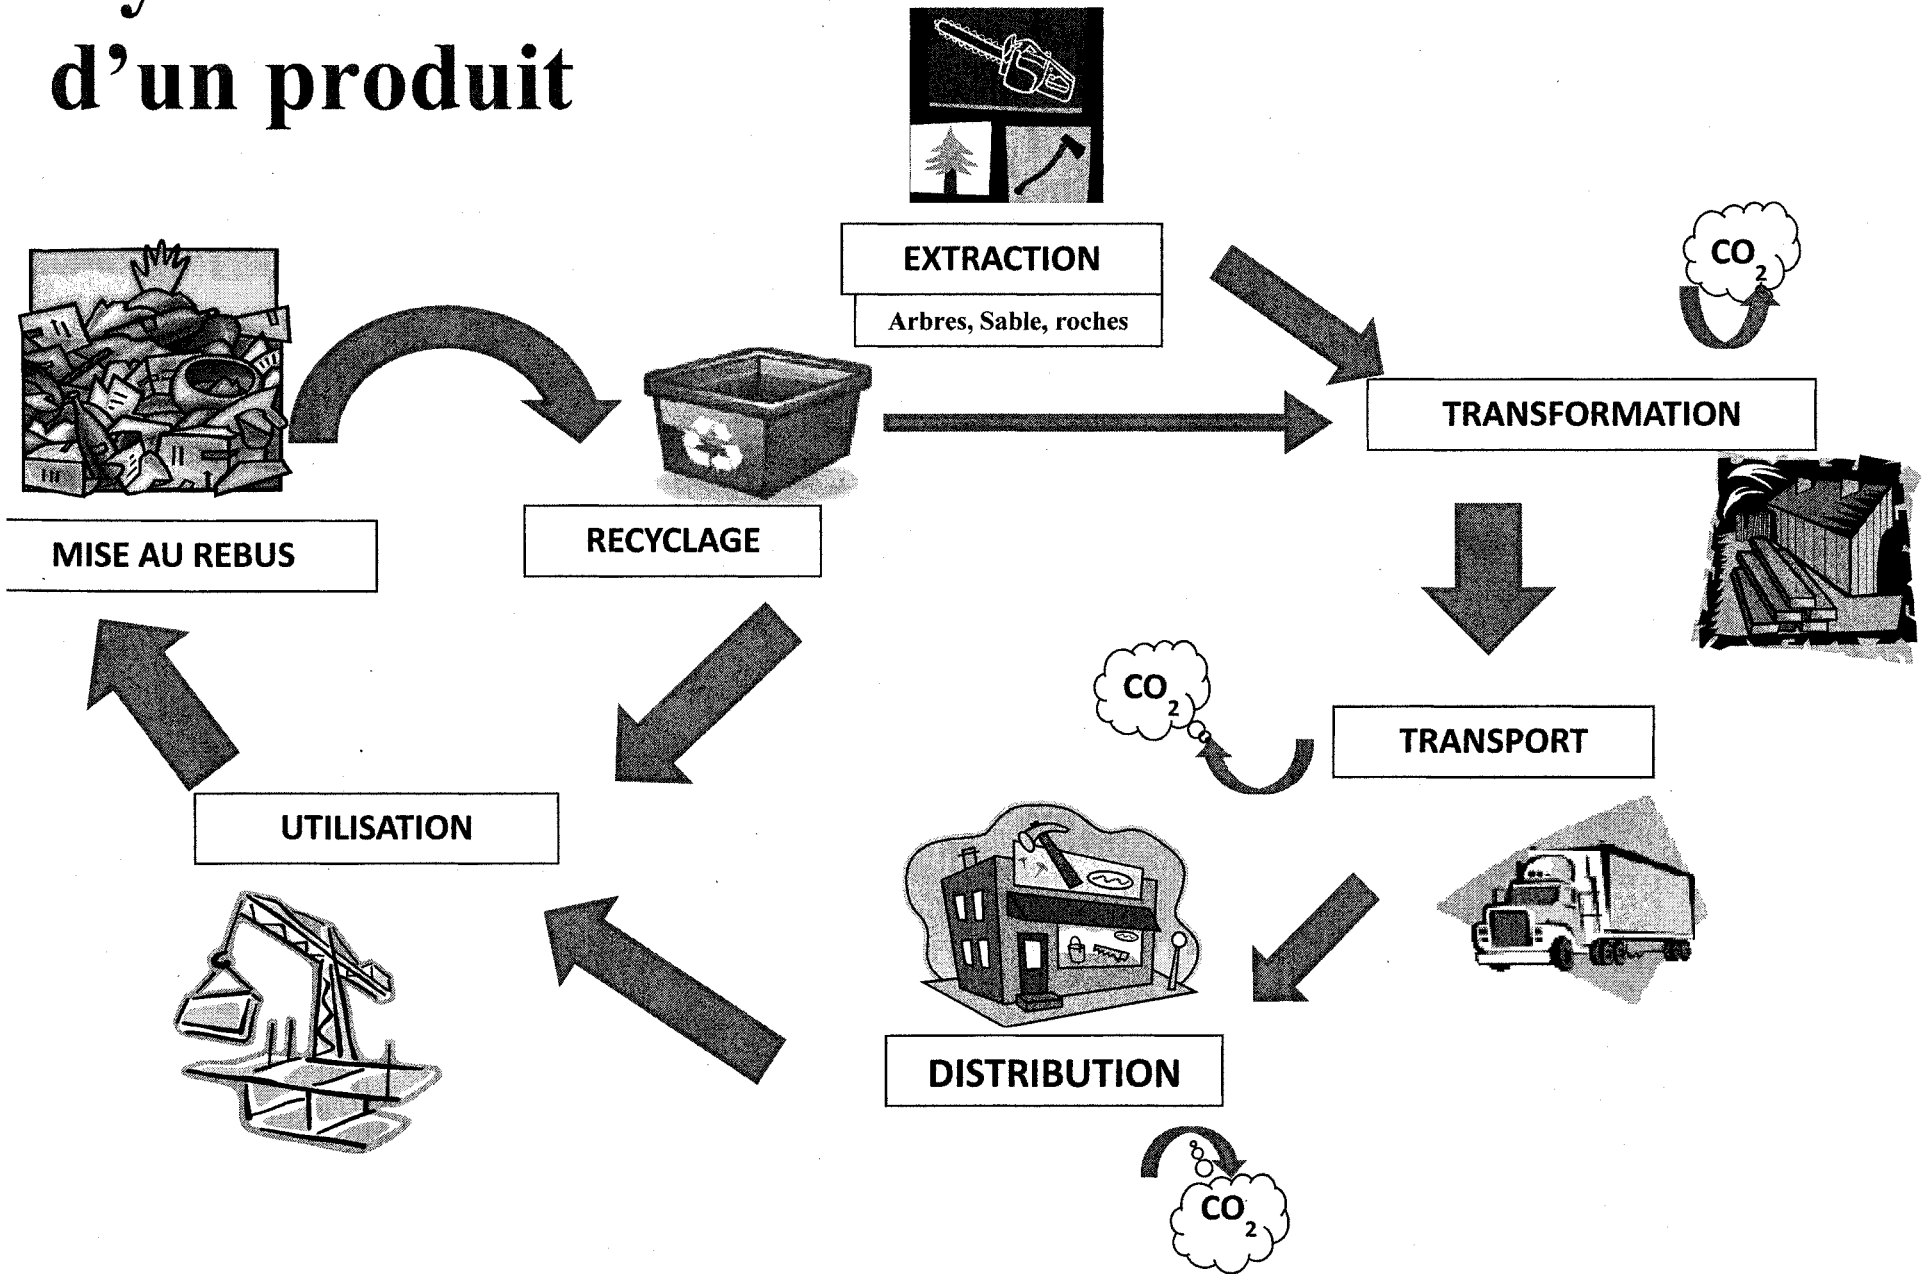 d'un produit
EXTRACTION
Arbres, Sable, roches
CO2
TRANSFORMATION
MISE AU REBUS
RECYCLAGE
CO2
TRANSPORT
UTILISATION
DISTRIBUTION
CO2